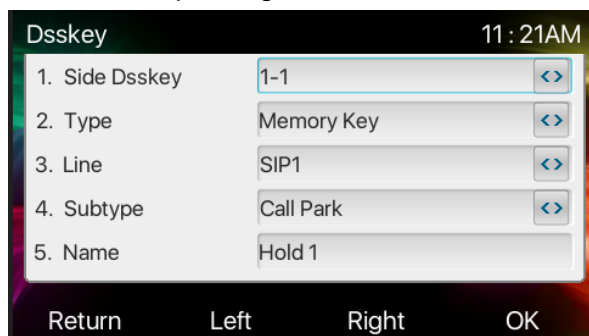 Dsskey 11 : 21AM
1. Side Dsskey 1-1
2. Type Memory Key
3. Line SIP1
4. Subtype Call Park
5. Name Hold 1
Return Left Right OK